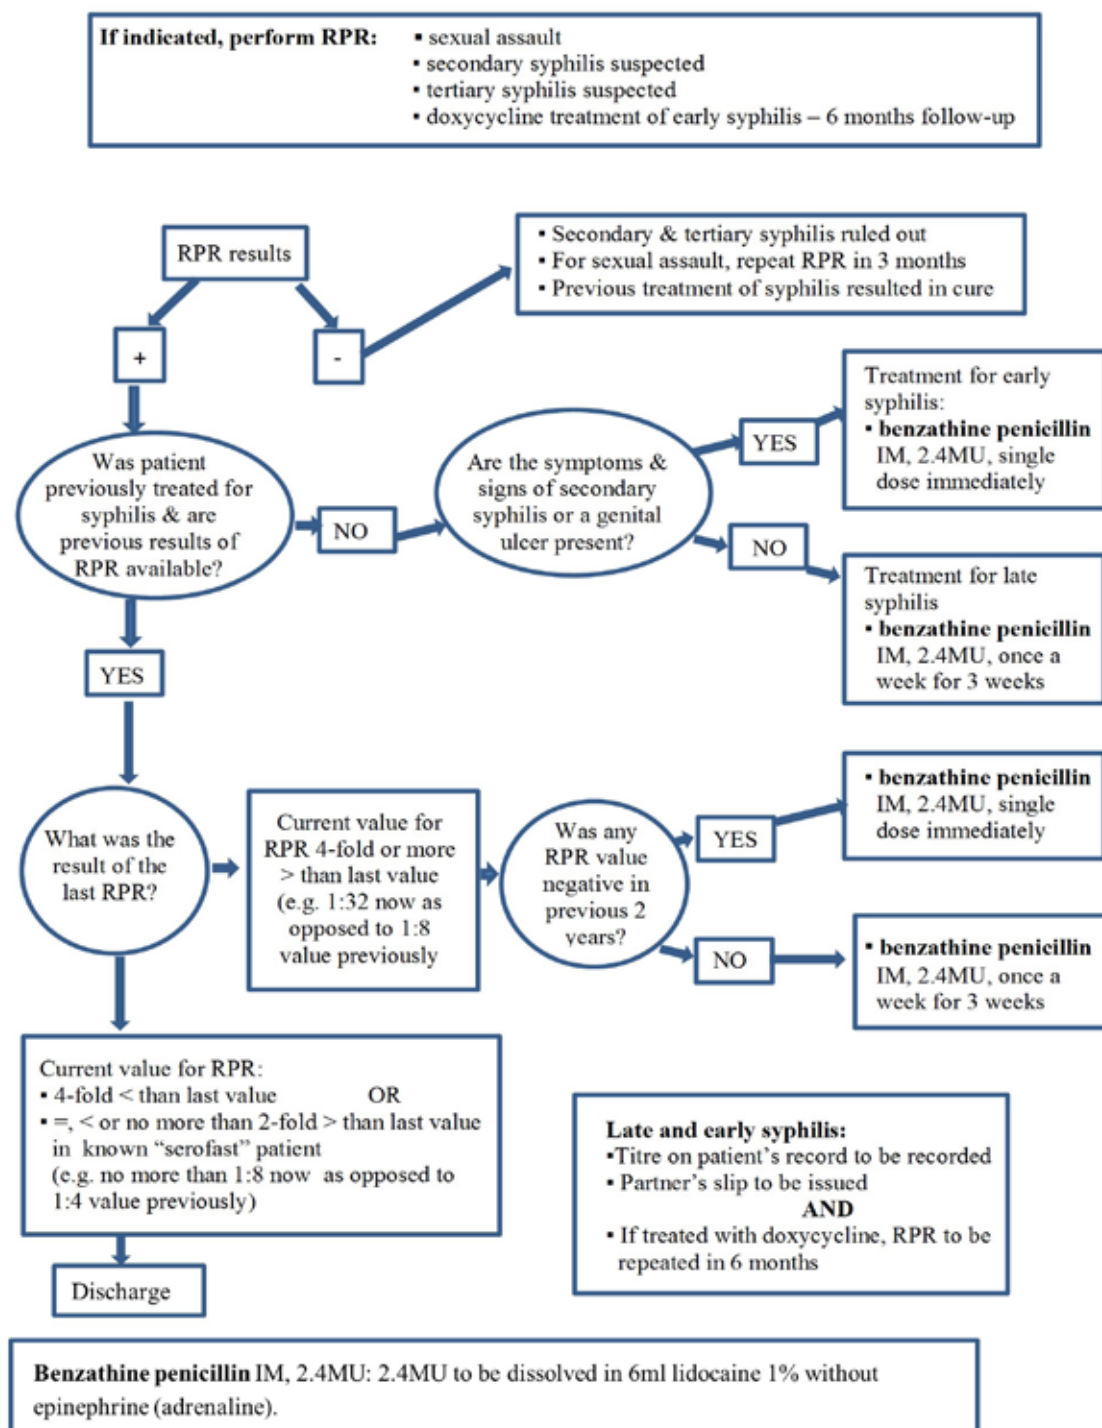 If indicated, perform RPR:
▪ sexual assault
▪ secondary syphilis suspected
▪ tertiary syphilis suspected
▪ doxycycline treatment of early syphilis – 6 months follow-up
RPR results
▪ Secondary & tertiary syphilis ruled out
▪ For sexual assault, repeat RPR in 3 months
▪ Previous treatment of syphilis resulted in cure
+
-
Was patient
previously treated for
syphilis & are
previous results of
RPR available?
NO
Are the symptoms &
signs of secondary
syphilis or a genital
ulcer present?
YES
Treatment for early
syphilis:
▪ benzathine penicillin
IM, 2.4MU, single
dose immediately
NO
Treatment for late
syphilis
▪ benzathine penicillin
IM, 2.4MU, once a
week for 3 weeks
YES
What was the
result of the
last RPR?
Current value for
RPR 4-fold or more
> than last value
(e.g. 1:32 now as
opposed to 1:8
value previously
Was any
RPR value
negative in
previous 2
years?
YES
▪ benzathine penicillin
IM, 2.4MU, single
dose immediately
NO
▪ benzathine penicillin
IM, 2.4MU, once a
week for 3 weeks
Current value for RPR:
▪ 4-fold < than last value OR
▪ =, < or no more than 2-fold > than last value
in known “serofast” patient
(e.g. no more than 1:8 now as opposed to
1:4 value previously)
Discharge
Late and early syphilis:
▪Titre on patient’s record to be recorded
▪ Partner’s slip to be issued
AND
▪ If treated with doxycycline, RPR to be
repeated in 6 months
Benzathine penicillin IM, 2.4MU: 2.4MU to be dissolved in 6ml lidocaine 1% without
epinephrine (adrenaline).